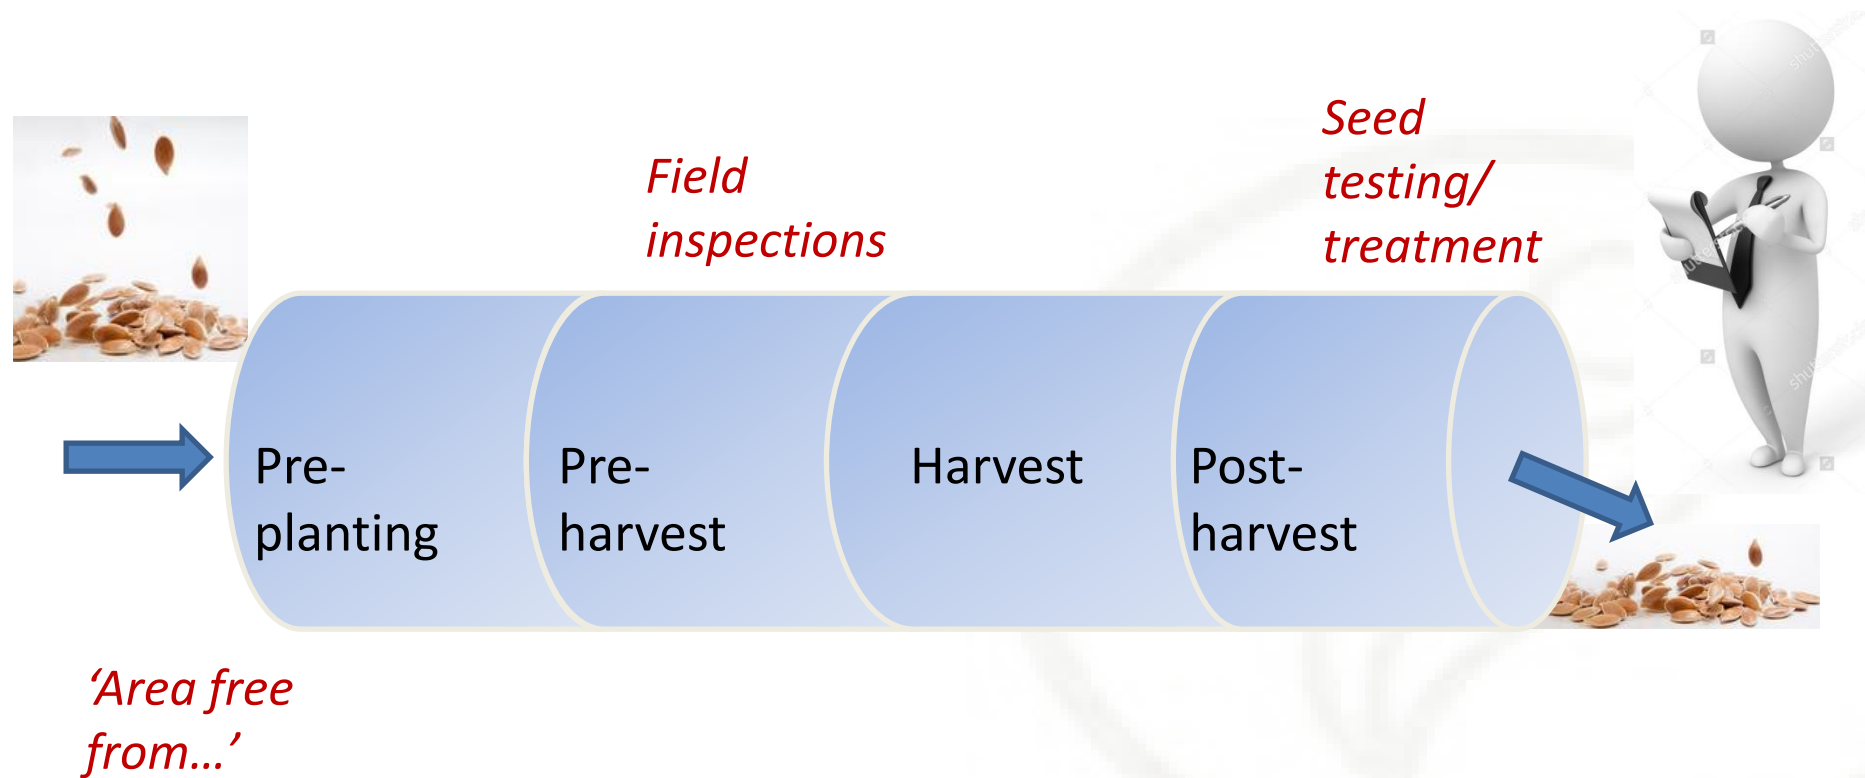 Seed
testing/
treatment
Field
inspections
Pre-
planting
Pre-
harvest
Harvest
Post-
harvest
‘Area free
from...’